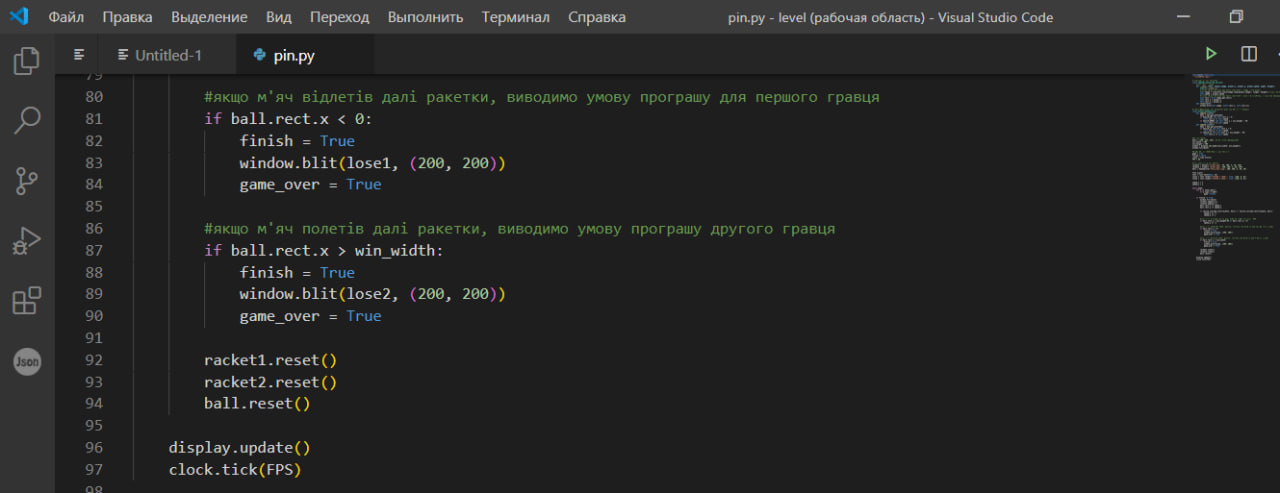 Файл Правка Выделение Вид Переход Выполнить Терминал Справка pin.py - level (рабочая область) - Visual Studio Code
Untitled-1 pin.py
79
80 #якщо м'яч відлетів далі ракетки, виводимо умову програшу для першого гравця
81 if ball.rect.x < 0:
82 finish = True
83 window.blit(lose1, (200, 200))
84 game_over = True
85
86 #якщо м'яч полетів далі ракетки, виводимо умову програшу другого гравця
87 if ball.rect.x > win_width:
88 finish = True
89 window.blit(lose2, (200, 200))
90 game_over = True
91
92 racket1.reset()
93 racket2.reset()
94 ball.reset()
95
96 display.update()
97 clock.tick(FPS)
98
Json